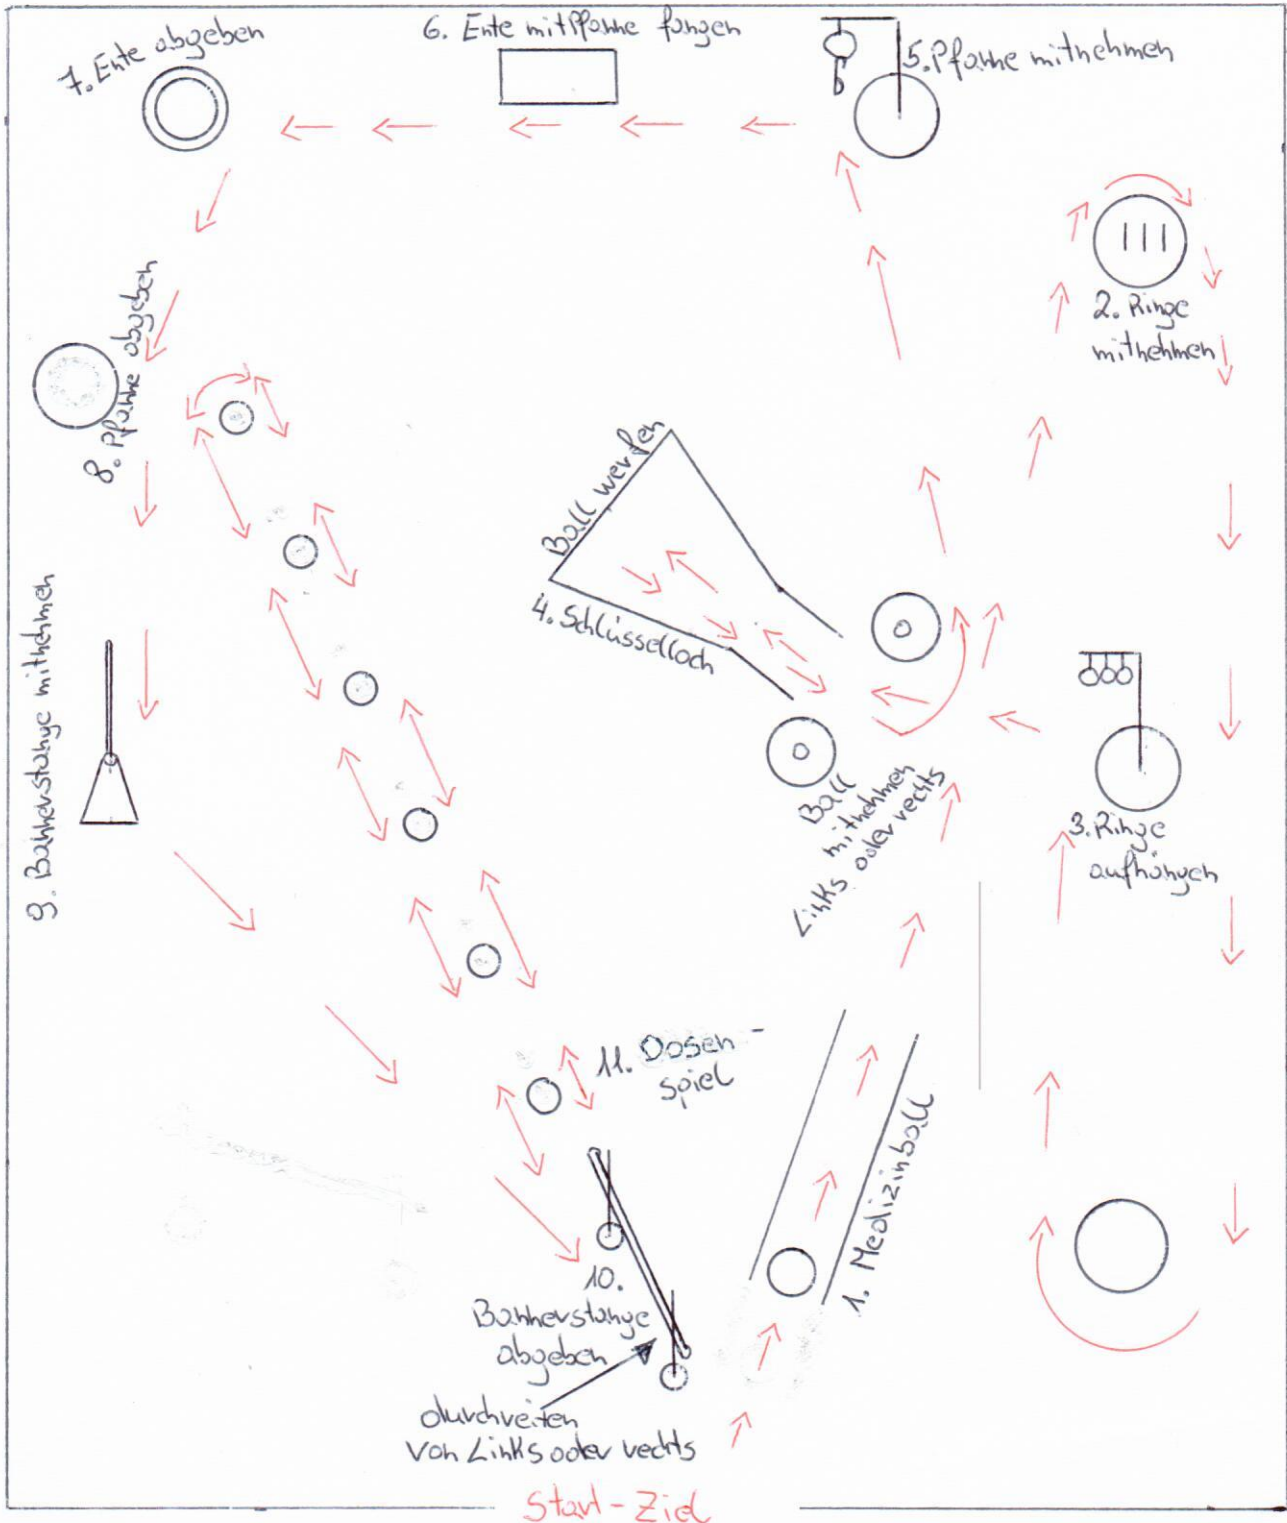 7. Ente abgeben
6. Ente mit Pfanne fangen
5. Pfanne mitnehmen
2. Ringe
mitnehmen
8. Pfanne abgeben
Ball werfen
4. Schlüsselloch
9. Bannerstange mitnehmen
Ball
mitnehmen
Links oder rechts
3. Ringe
aufhängen
11. Dosen-
spiel
1. Medizinball
10.
Bannerstange
abgeben
durchreiten
von Links oder rechts
Start-Ziel